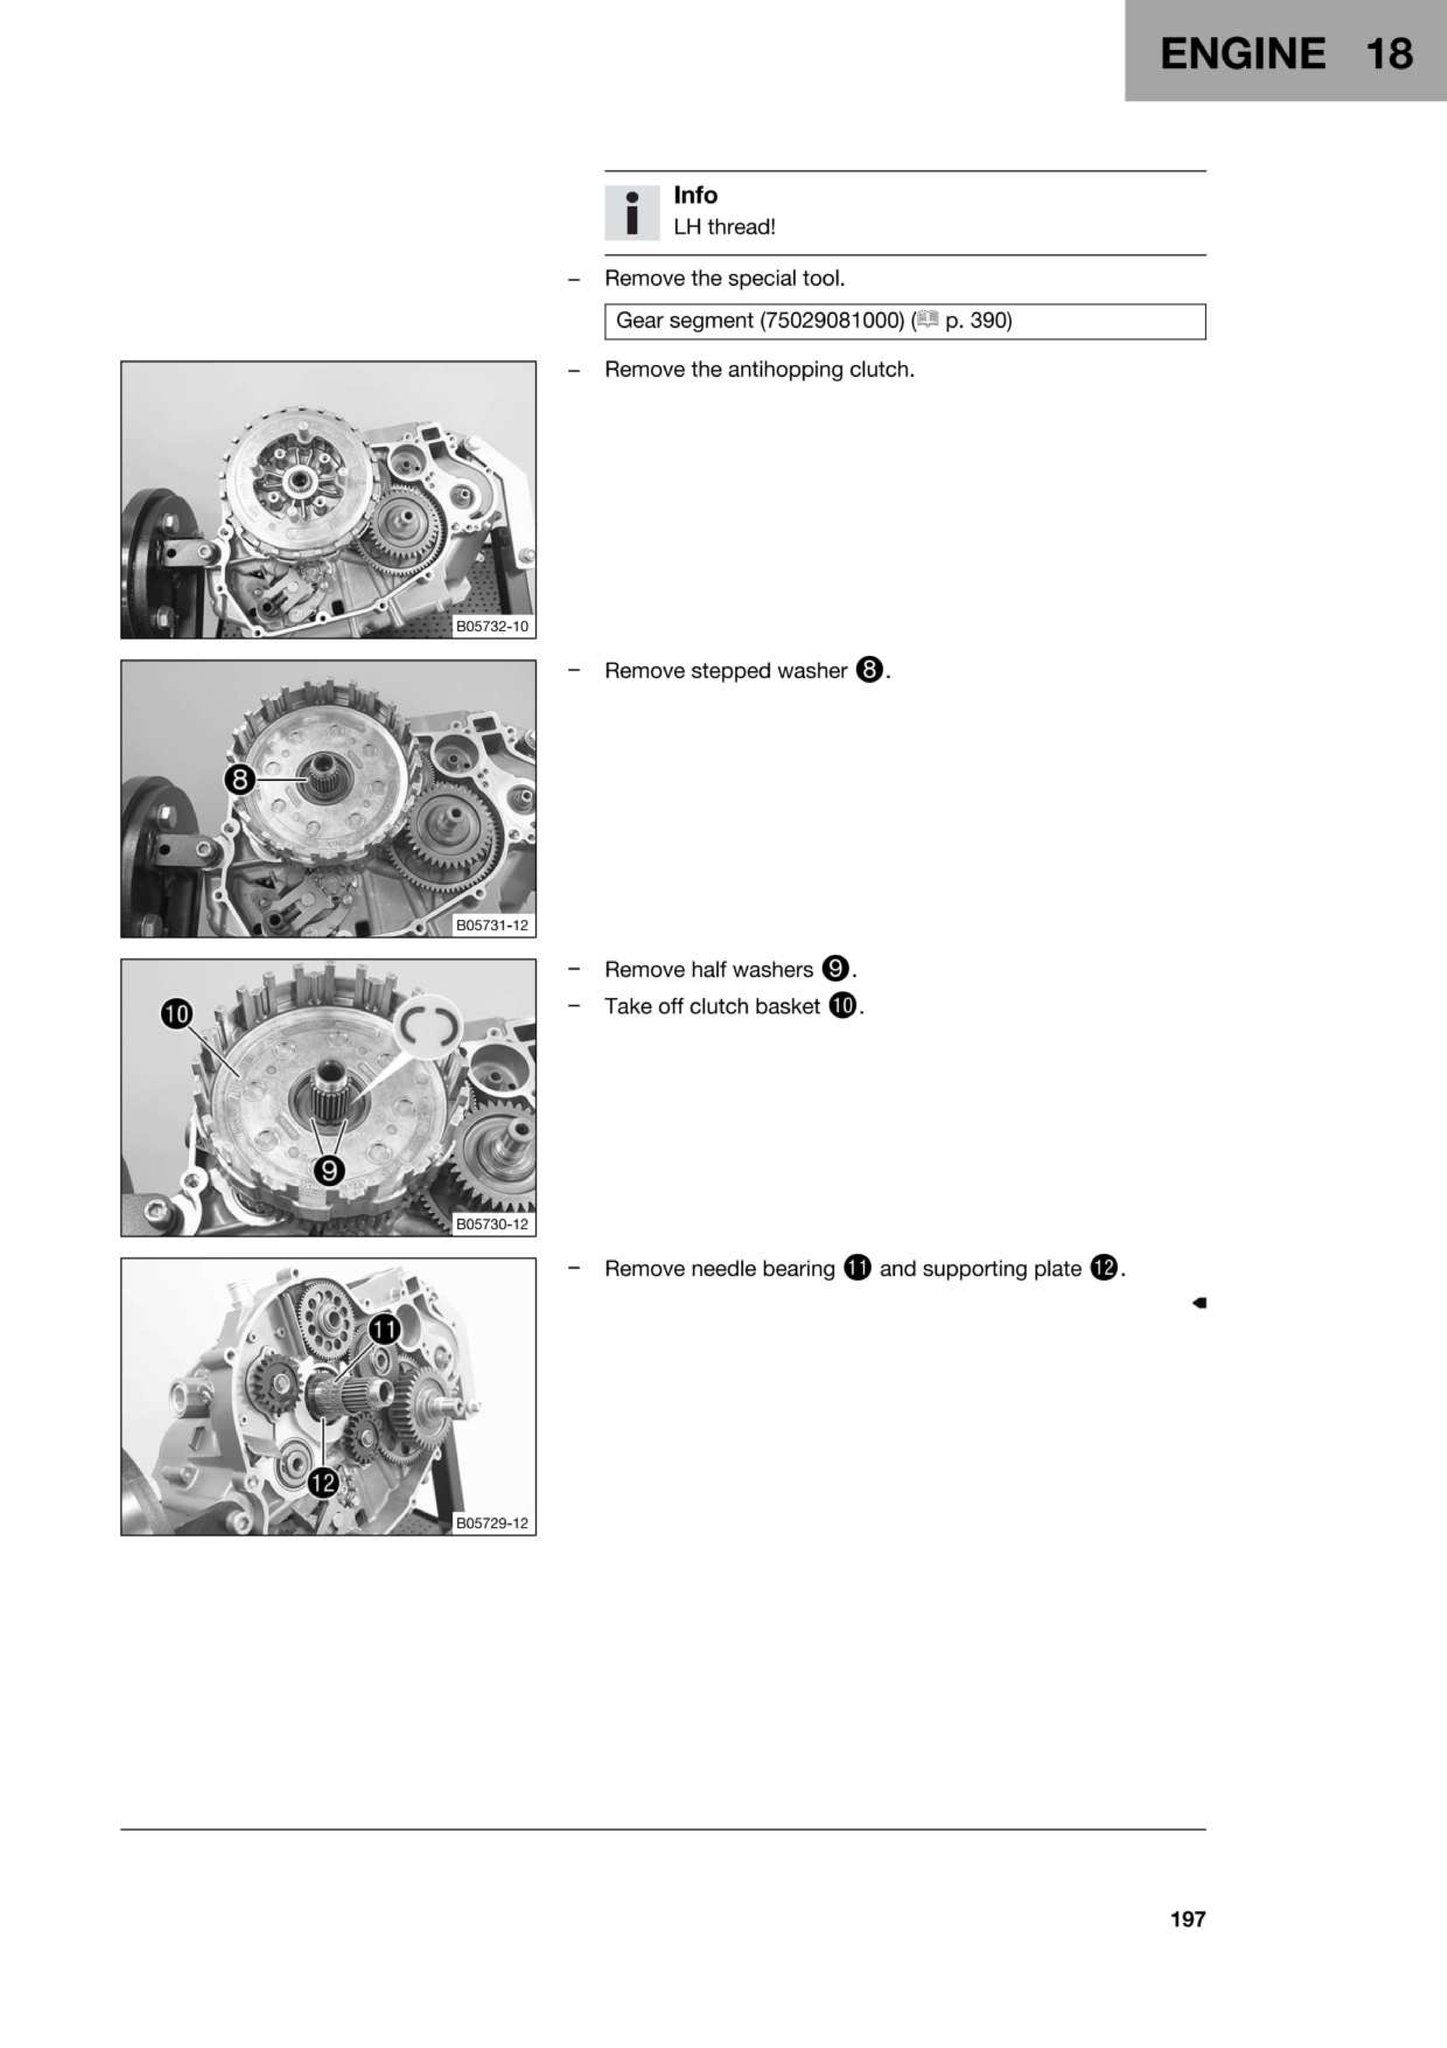 ENGINE 18
Info
LH thread!
– Remove the special tool.
Gear segment (75029081000) ( p. 390)
– Remove the antihopping clutch.
B05732-10
– Remove stepped washer 8.
8
B05731-12
– Remove half washers 9.
– Take off clutch basket 10.
10
9
B05730-12
– Remove needle bearing 11 and supporting plate 12.
11
12
B05729-12
197